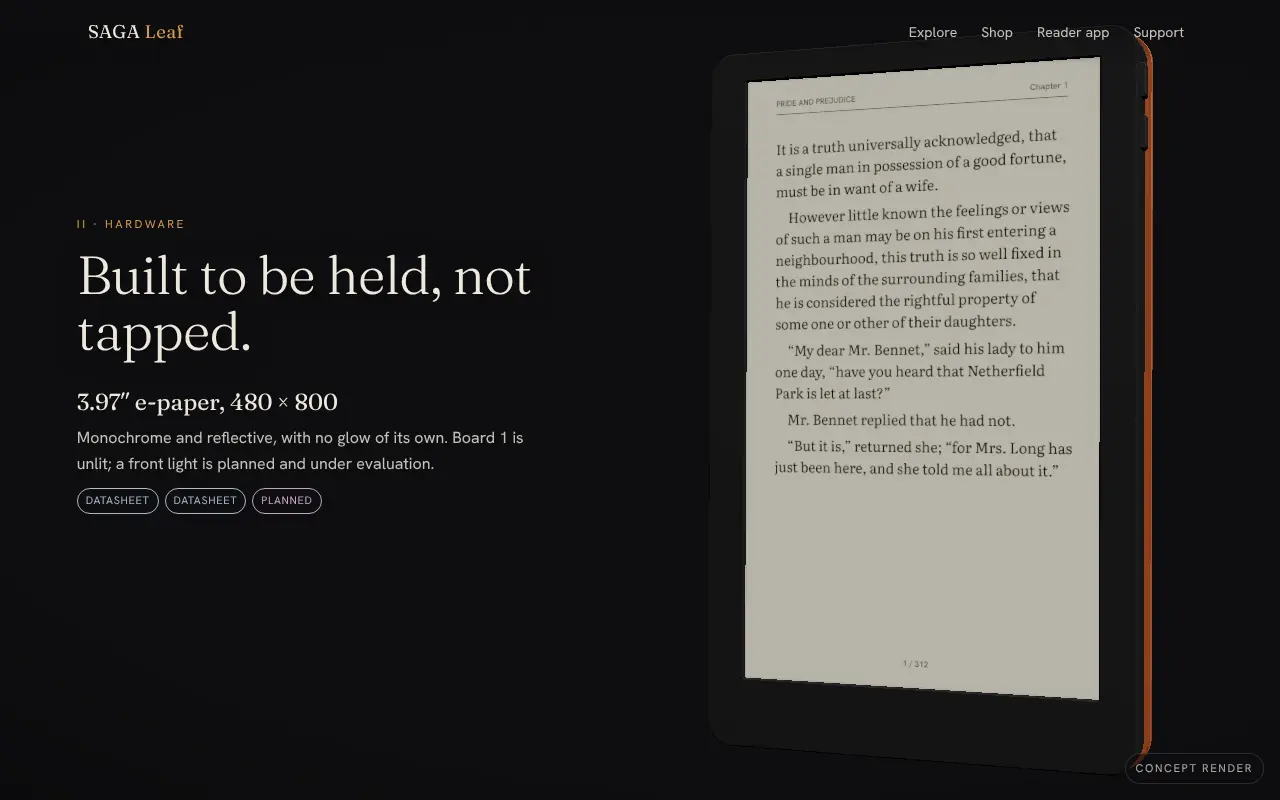 SAGA Leaf
Explore Shop Reader app Support
II · HARDWARE
Built to be held, not
tapped.
3.97″ e-paper, 480 × 800
Monochrome and reflective, with no glow of its own. Board 1 is
unlit; a front light is planned and under evaluation.
DATASHEET DATASHEET PLANNED
PRIDE AND PREJUDICE Chapter 1
It is a truth universally acknowledged, that
a single man in possession of a good fortune,
must be in want of a wife.
However little known the feelings or views
of such a man may be on his first entering a
neighbourhood, this truth is so well fixed in
the minds of the surrounding families, that
he is considered the rightful property of
some one or other of their daughters.
“My dear Mr. Bennet,” said his lady to him
one day, “have you heard that Netherfield
Park is let at last?”
Mr. Bennet replied that he had not.
“But it is,” returned she; “for Mrs. Long has
just been here, and she told me all about it.”
1 / 312
CONCEPT RENDER